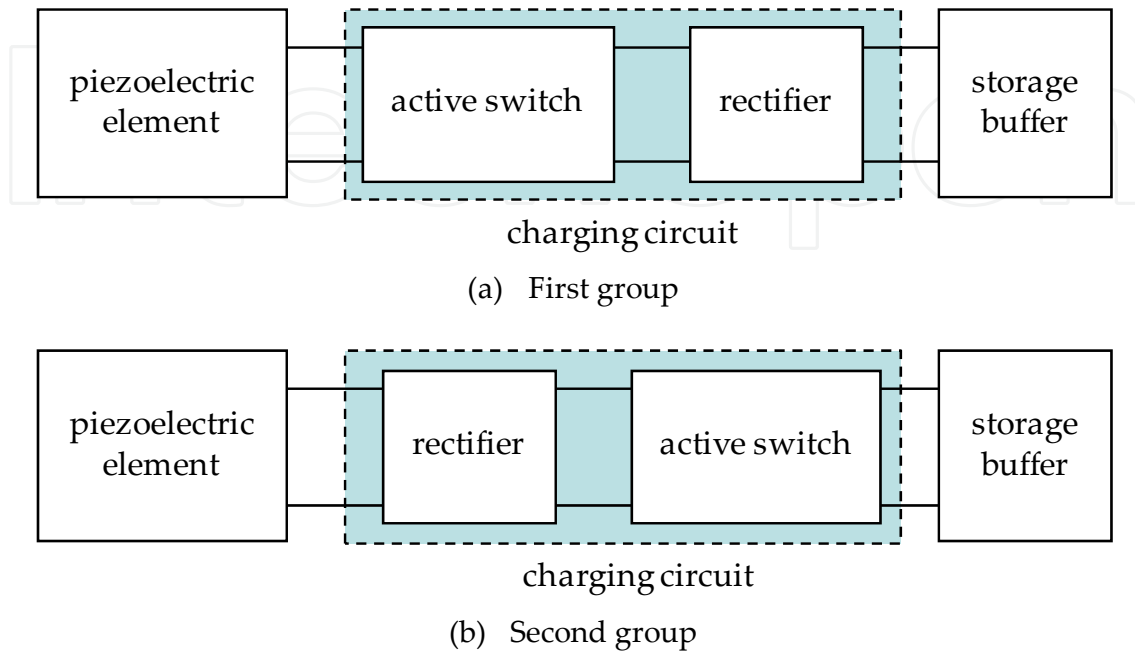 piezoelectric
element
active switch
rectifier
storage
buffer
charging circuit
(a) First group
piezoelectric
element
rectifier
active switch
storage
buffer
charging circuit
(b) Second group